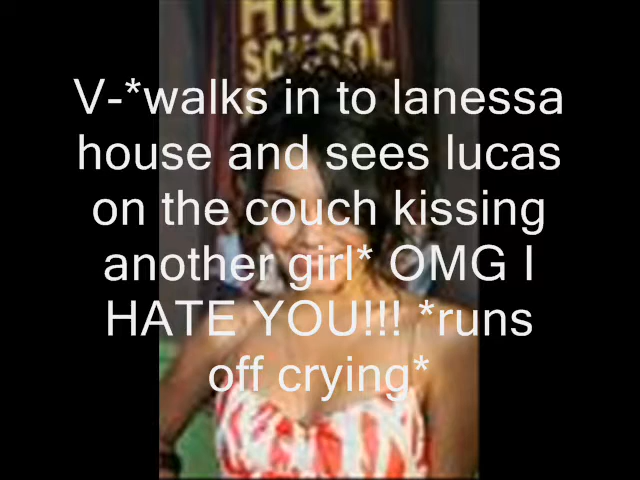 HIGH
SCHOOL
V-*walks in to lanessa
house and sees lucas
on the couch kissing
another girl* OMG I
HATE YOU!!! *runs
off crying*